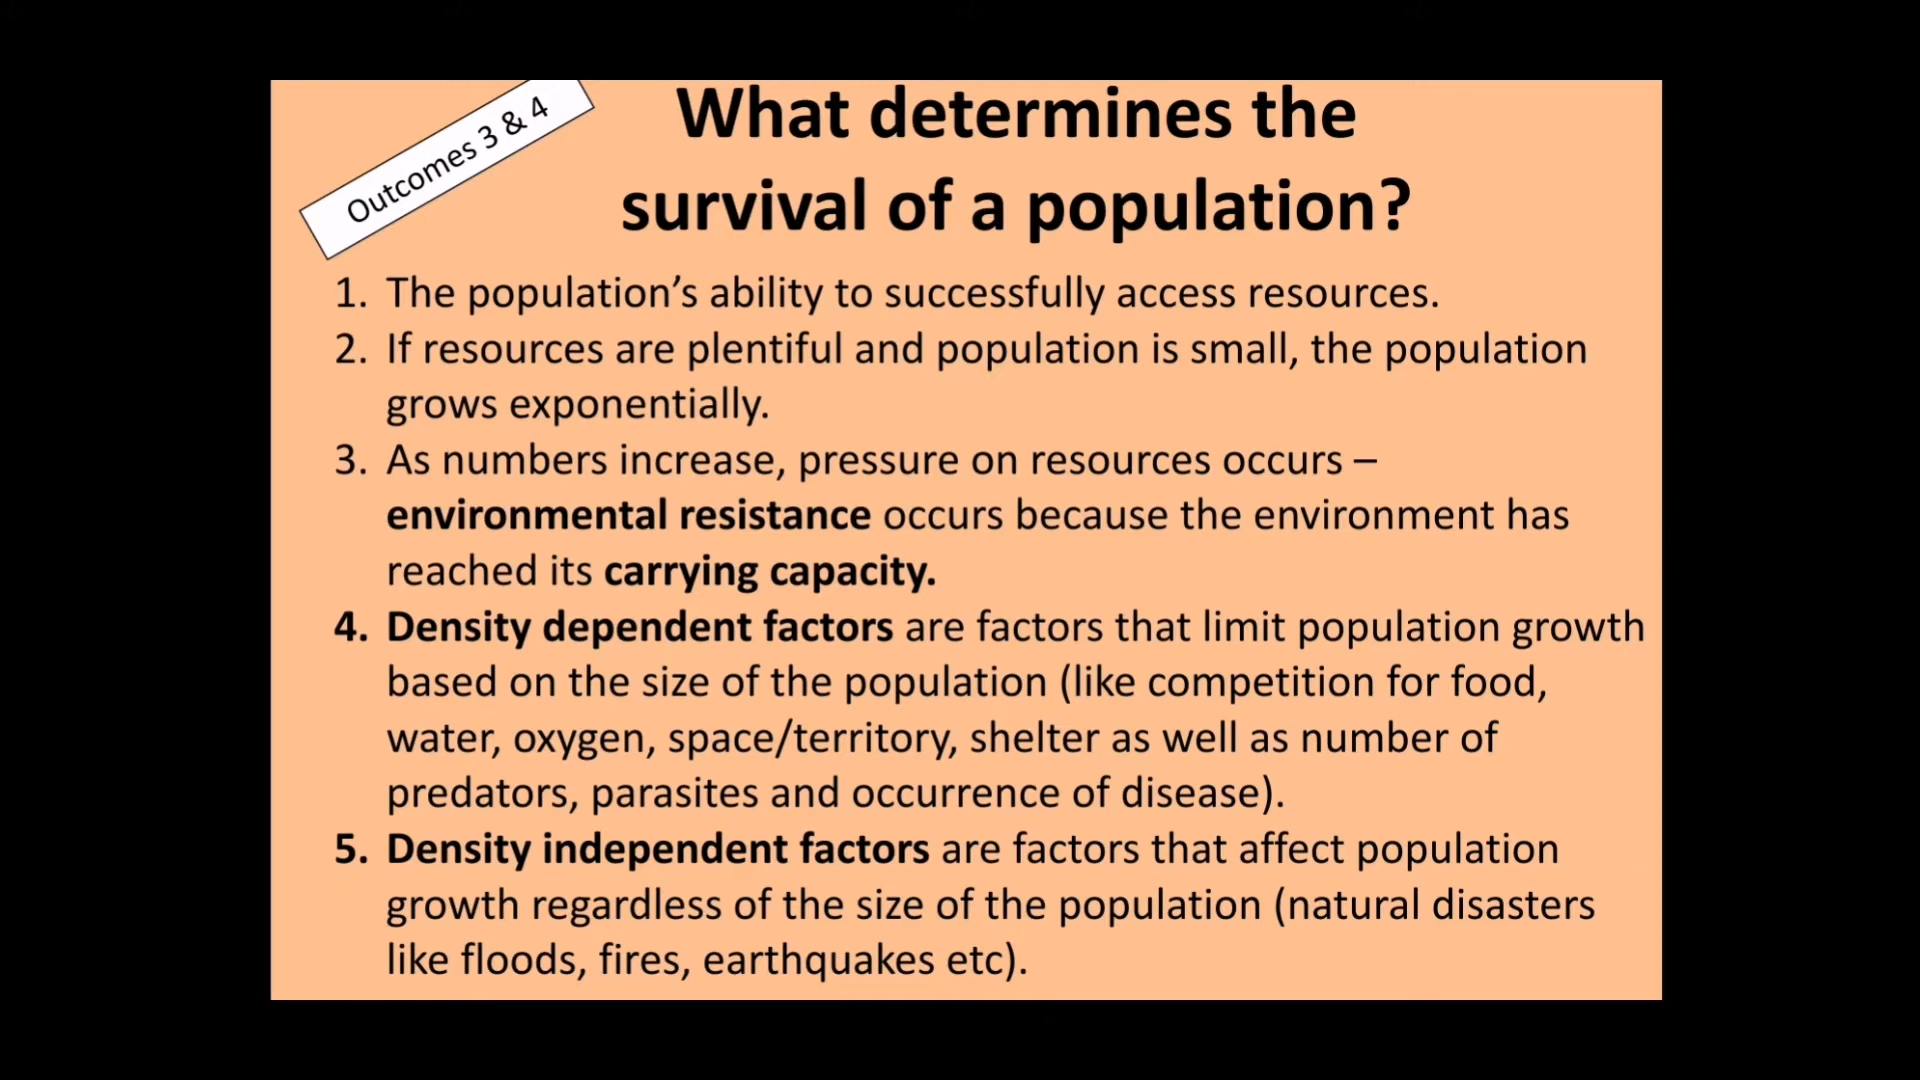 Outcomes 3 & 4
What determines the
survival of a population?
1. The population’s ability to successfully access resources.
2. If resources are plentiful and population is small, the population
grows exponentially.
3. As numbers increase, pressure on resources occurs –
environmental resistance occurs because the environment has
reached its carrying capacity.
4. Density dependent factors are factors that limit population growth
based on the size of the population (like competition for food,
water, oxygen, space/territory, shelter as well as number of
predators, parasites and occurrence of disease).
5. Density independent factors are factors that affect population
growth regardless of the size of the population (natural disasters
like floods, fires, earthquakes etc).